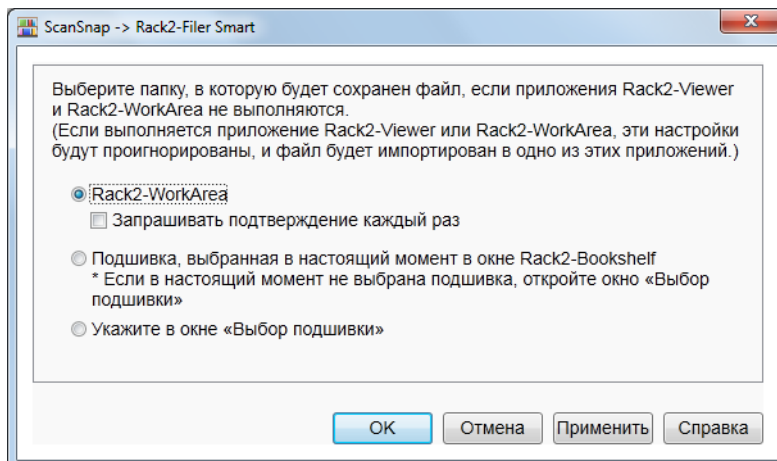 ScanSnap -> Rack2-Filer Smart
Выберите папку, в которую будет сохранен файл, если приложения Rack2-Viewer
и Rack2-WorkArea не выполняются.
(Если выполняется приложение Rack2-Viewer или Rack2-WorkArea, эти настройки
будут проигнорированы, и файл будет импортирован в одно из этих приложений.)
Rack2-WorkArea
Запрашивать подтверждение каждый раз
Подшивка, выбранная в настоящий момент в окне Rack2-Bookshelf
* Если в настоящий момент не выбрана подшивка, откройте окно «Выбор
подшивки»
Укажите в окне «Выбор подшивки»
OK Отмена Применить Справка